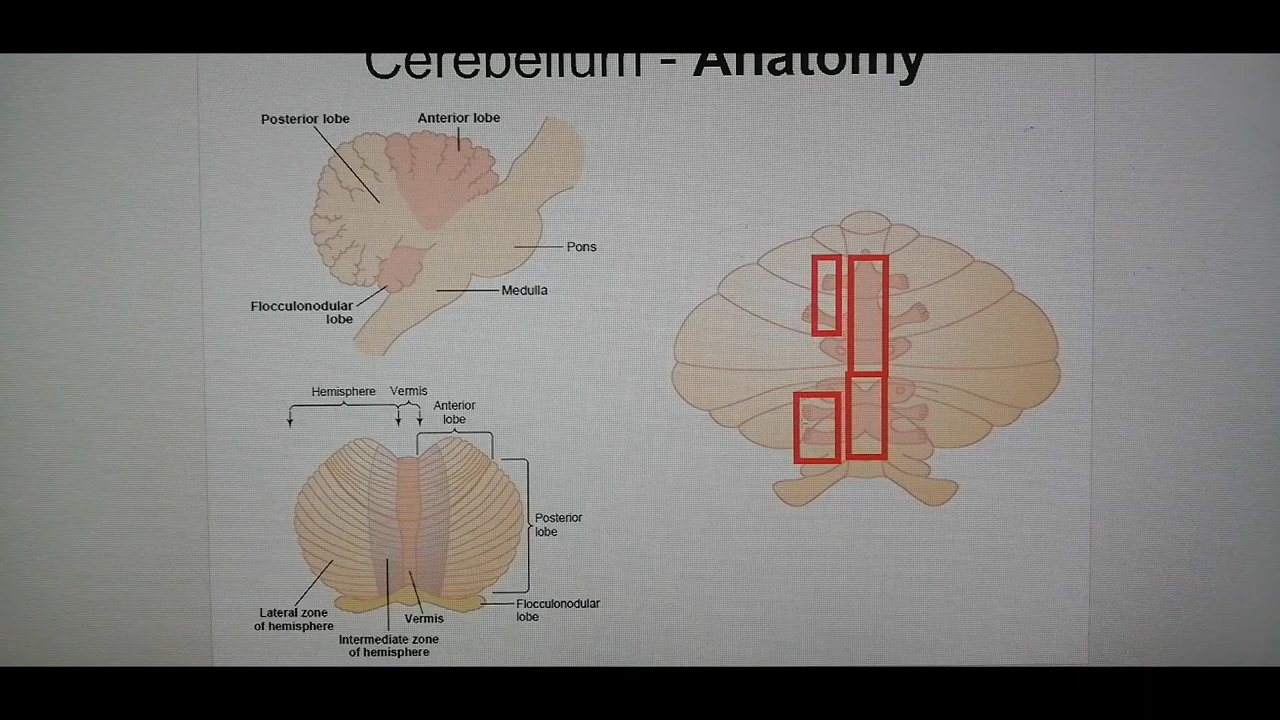 Cerebellum - Anatomy
Posterior lobe
Anterior lobe
Pons
Medulla
Flocculonodular
lobe
Hemisphere
Vermis
Anterior
lobe
Posterior
lobe
Flocculonodular
lobe
Lateral zone
of hemisphere
Vermis
Intermediate zone
of hemisphere